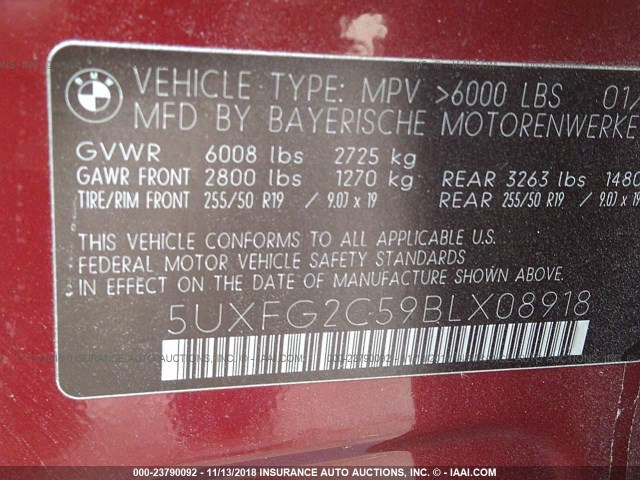 BMW
VEHICLE TYPE: MPV >6000 LBS 01
MFD BY BAYERISCHE MOTORENWERKE
GVWR 6008 lbs 2725 kg
GAWR FRONT 2800 lbs 1270 kg REAR 3263 lbs 1480
TIRE/RIM FRONT 255/50 R19 / 9.0J x 19 REAR 255/50 R19 / 9.0J x 19
THIS VEHICLE CONFORMS TO ALL APPLICABLE U.S.
FEDERAL MOTOR VEHICLE SAFETY STANDARDS
IN EFFECT ON THE DATE OF MANUFACTURE SHOWN ABOVE.
5UXFG2C59BLX08918
000-23790092 - 11/13/2018 - INSURANCE AUTO AUCTIONS, INC. - © - IAAI.COM